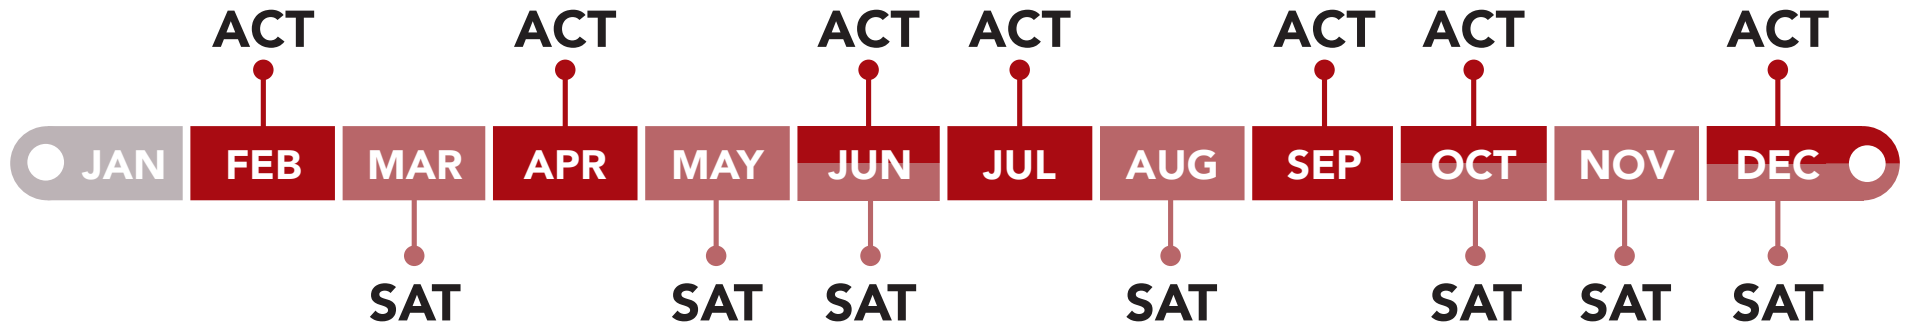 ACT ACT ACT ACT ACT ACT ACT
JAN FEB MAR APR MAY JUN JUL AUG SEP OCT NOV DEC
SAT SAT SAT SAT SAT SAT SAT